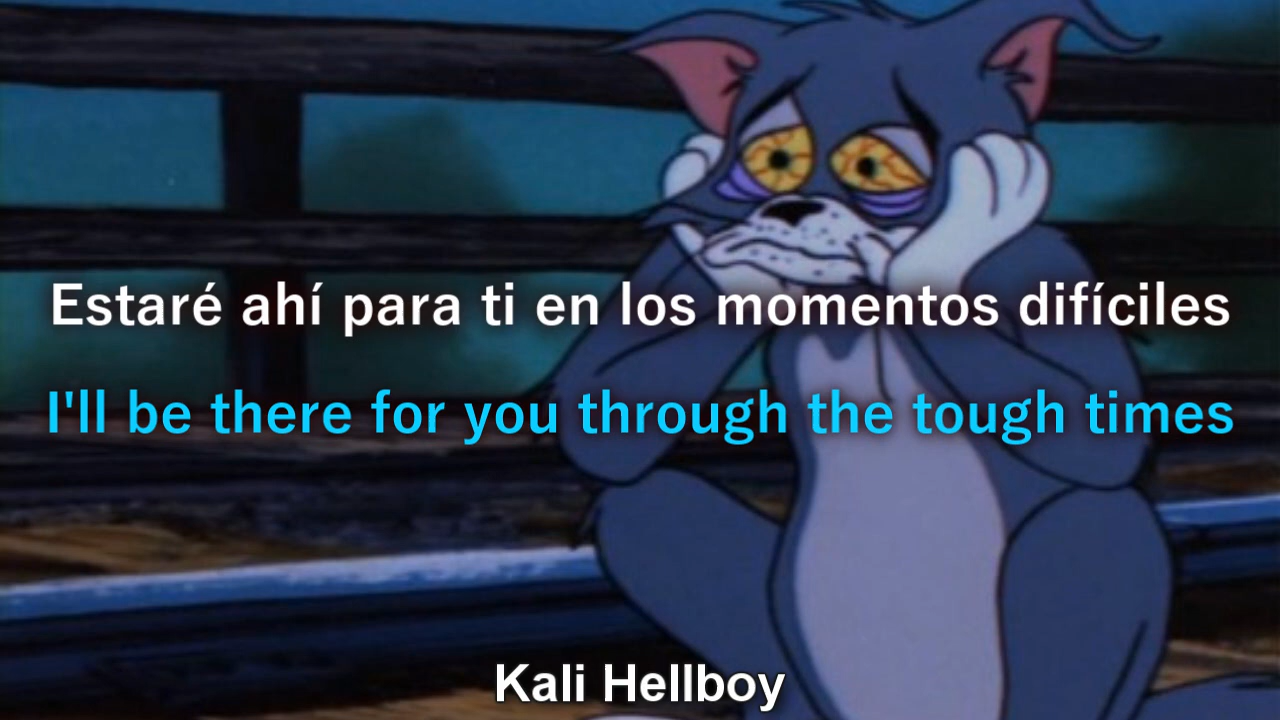 Estaré ahí para ti en los momentos difíciles
I'll be there for you through the tough times
Kali Hellboy